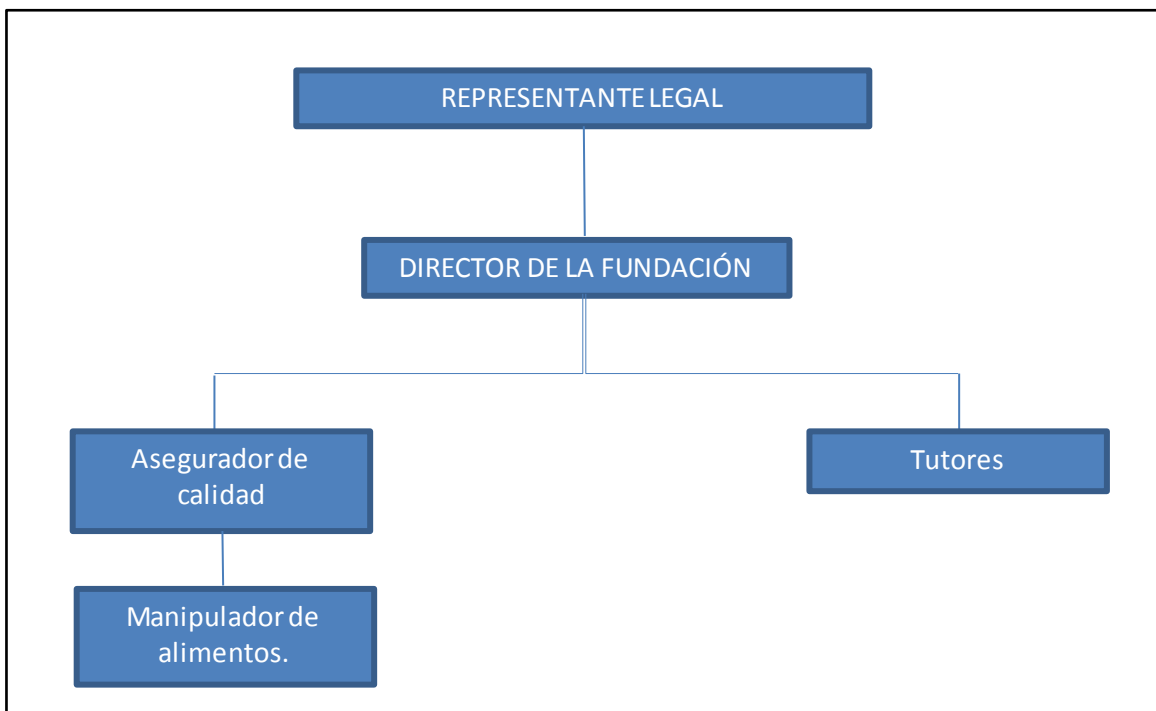 REPRESENTANTE LEGAL
DIRECTOR DE LA FUNDACIÓN
Asegurador de
calidad
Tutores
Manipulador de
alimentos.